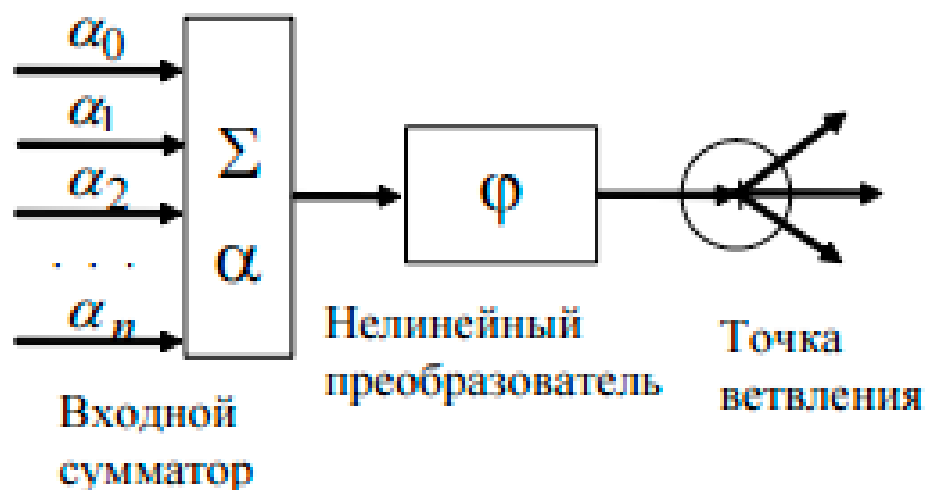 α₀
α₁
α₂
. . .
αₙ
Σ
α
φ
Входной
сумматор
Нелинейный
преобразователь
Точка
ветвления